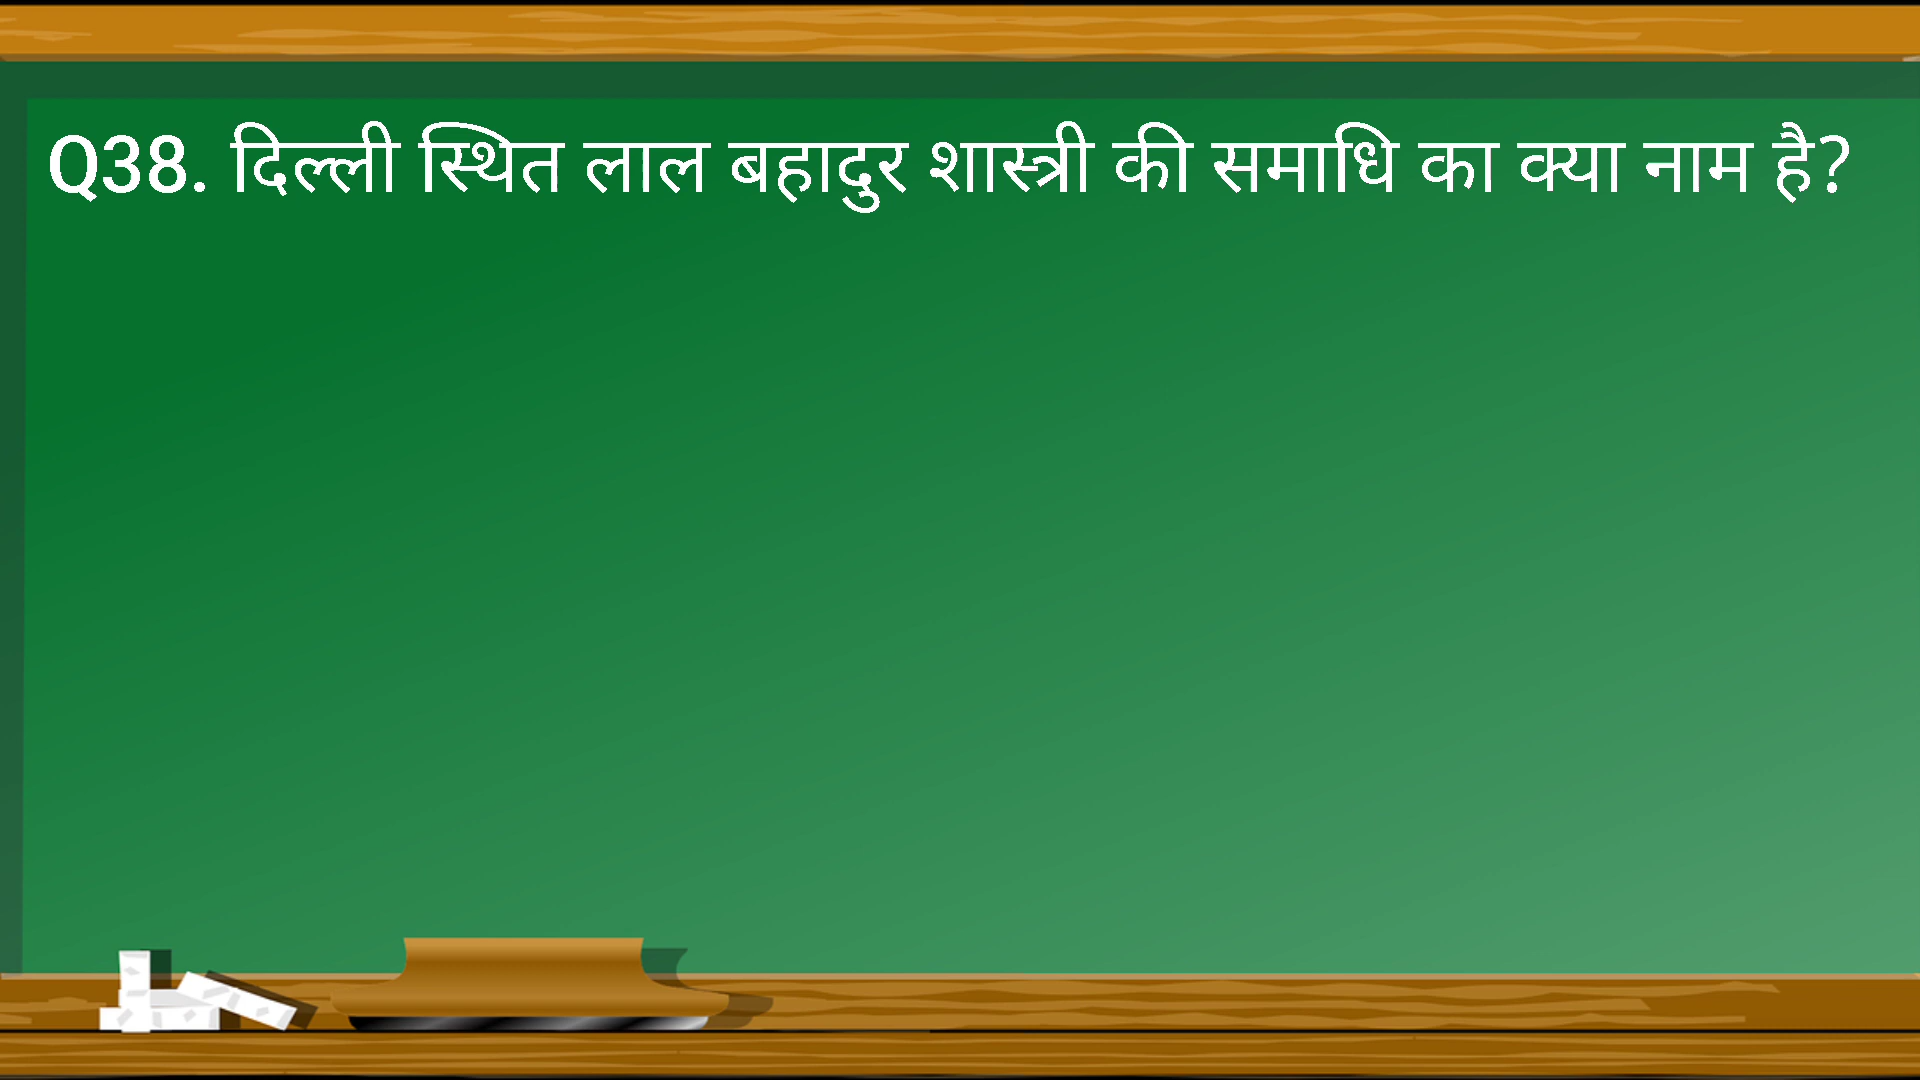 Q38. दिल्ली स्थित लाल बहादुर शास्त्री की समाधि का क्या नाम है?